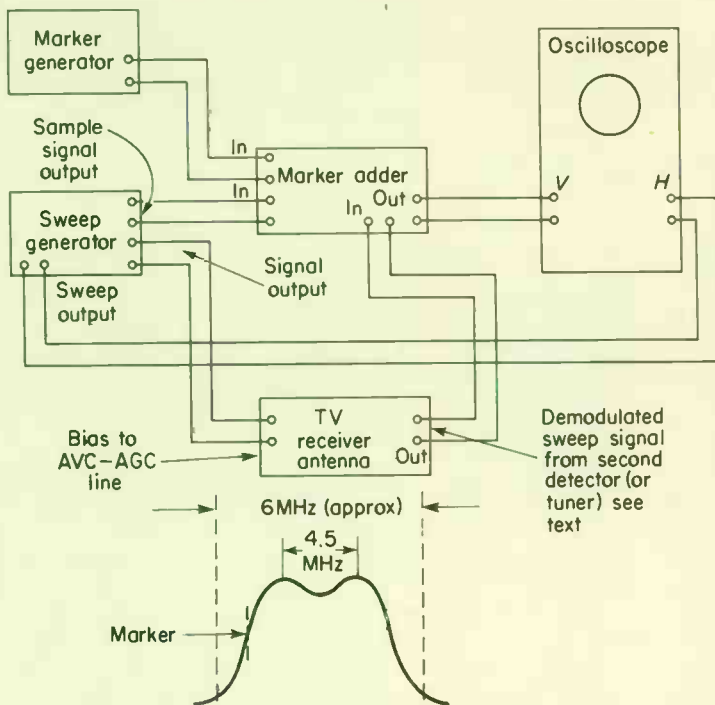 Marker
generator
Oscilloscope
Sample
signal
output
In
Marker adder
In
Out
In
V
H
Sweep
generator
Signal
output
Sweep
output
TV
receiver
antenna
Out
Bias to
AVC–AGC
line
Demodulated
sweep signal
from second
detector (or
tuner) see
text
6MHz (approx)
4.5
MHz
Marker